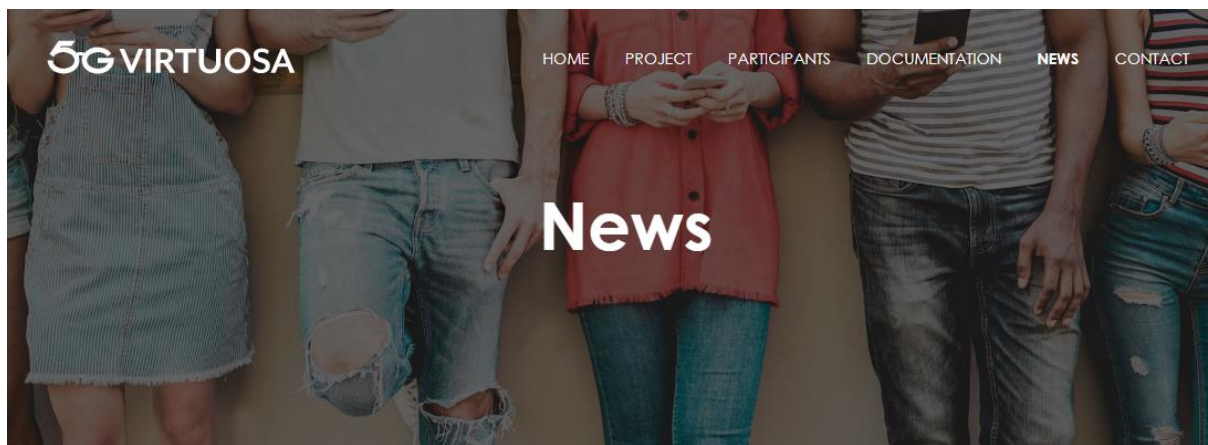 5G VIRTUOSA
HOME PROJECT PARTICIPANTS DOCUMENTATION NEWS CONTACT
News